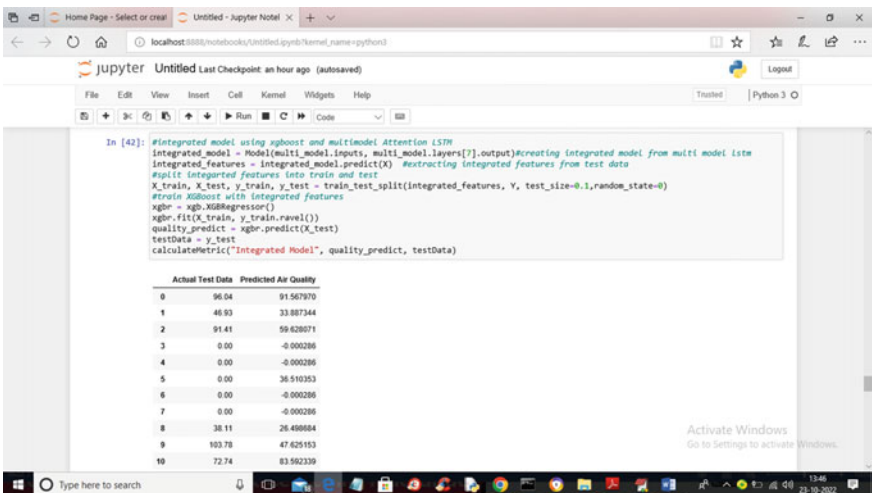 Home Page - Select or creat
Untitled - Jupyter Notel
localhost:8888/notebooks/Untitled.ipynb?kernel_name=python3
jupyter Untitled Last Checkpoint: an hour ago (autosaved)
Logout
File Edit View Insert Cell Kernel Widgets Help
Trusted Python 3
Run Code
In [42]: #integrated model using xgboost and multimodel Attention LSTM
integrated_model = Model(multi_model.inputs, multi_model.layers[7].output)#creating integrated model from multi model lstm
integrated_features = integrated_model.predict(X) #extracting integrated features from test data
#split integarted features into train and test
X_train, X_test, y_train, y_test = train_test_split(integrated_features, Y, test_size=0.1,random_state=0)
#train XGBoost with integrated features
xgbr = xgb.XGBRegressor()
xgbr.fit(X_train, y_train.ravel())
quality_predict = xgbr.predict(X_test)
testData = y_test
calculateMetric("Integrated Model", quality_predict, testData)
Actual Test Data Predicted Air Quality
0 96.04 91.567970
1 46.93 33.887344
2 91.41 59.628071
3 0.00 -0.000286
4 0.00 -0.000286
5 0.00 36.510353
6 0.00 -0.000286
7 0.00 -0.000286
8 38.11 26.498684
9 103.78 47.625153
10 72.74 83.592339
Activate Windows
Go to Settings to activate Windows.
Type here to search
13:46
23-10-2022